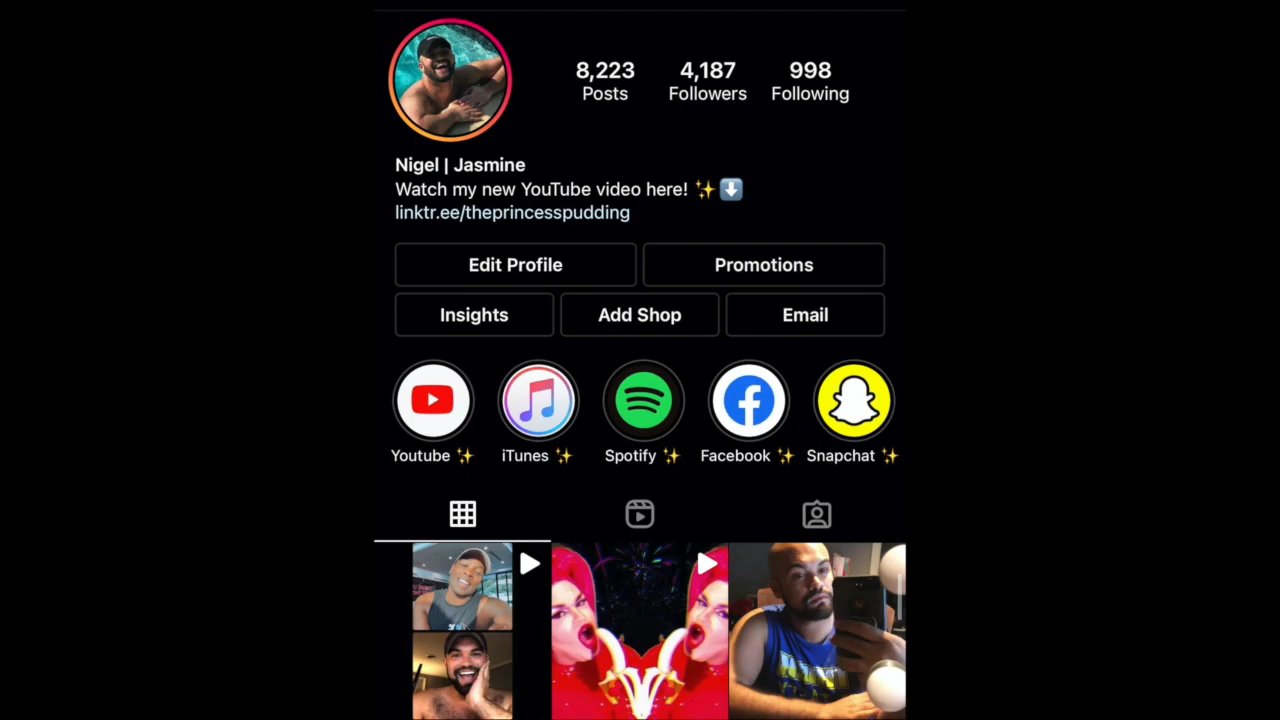 8,223 4,187 998
Posts Followers Following
Nigel | Jasmine
Watch my new YouTube video here! ✨⬇️
linktr.ee/theprincesspudding
Edit Profile Promotions
Insights Add Shop Email
Youtube ✨ iTunes ✨ Spotify ✨ Facebook ✨ Snapchat ✨